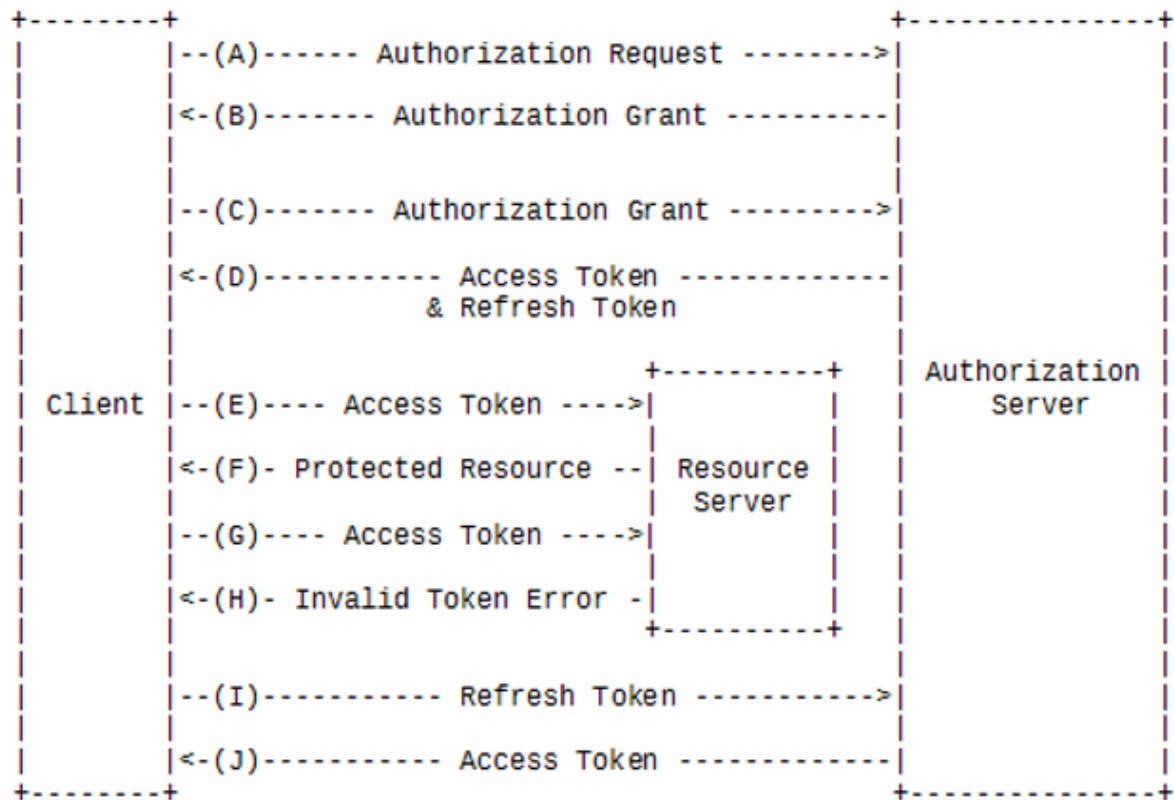 +--------+                                           +---------------+
|        |--(A)------ Authorization Request -------->|               |
|        |                                           |               |
|        |<-(B)------- Authorization Grant ----------|               |
|        |                                           |               |
|        |                                           |               |
|        |--(C)------- Authorization Grant --------->|               |
|        |                                           |               |
|        |<-(D)----------- Access Token -------------|               |
|        |               & Refresh Token             |               |
|        |                                           |               |
|        |                            +----------+   | Authorization |
| Client |--(E)---- Access Token ---->|          |   |     Server    |
|        |                            |          |   |               |
|        |<-(F)- Protected Resource --| Resource |   |               |
|        |                            |  Server  |   |               |
|        |--(G)---- Access Token ---->|          |   |               |
|        |                            |          |   |               |
|        |<-(H)- Invalid Token Error -|          |   |               |
|        |                            +----------+   |               |
|        |                                           |               |
|        |--(I)----------- Refresh Token ----------->|               |
|        |                                           |               |
|        |<-(J)----------- Access Token -------------|               |
+--------+                                           +---------------+